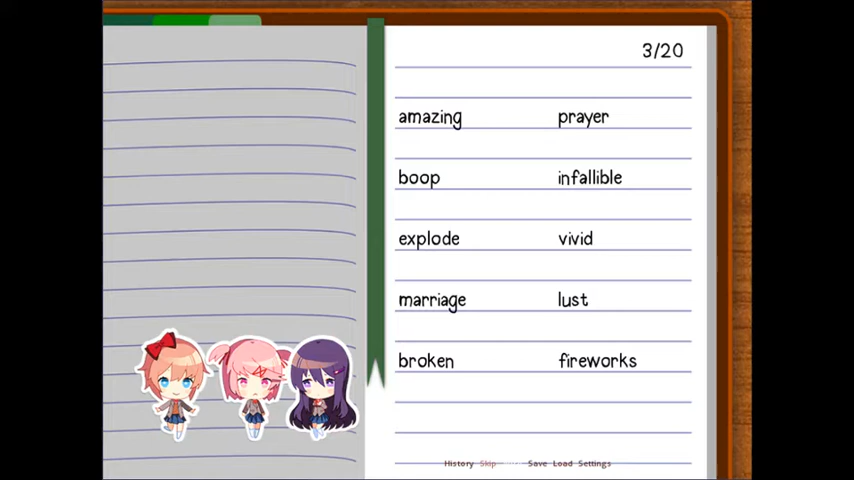 3/20
amazing prayer
boop infallible
explode vivid
marriage lust
broken fireworks
History Skip Save Load Settings